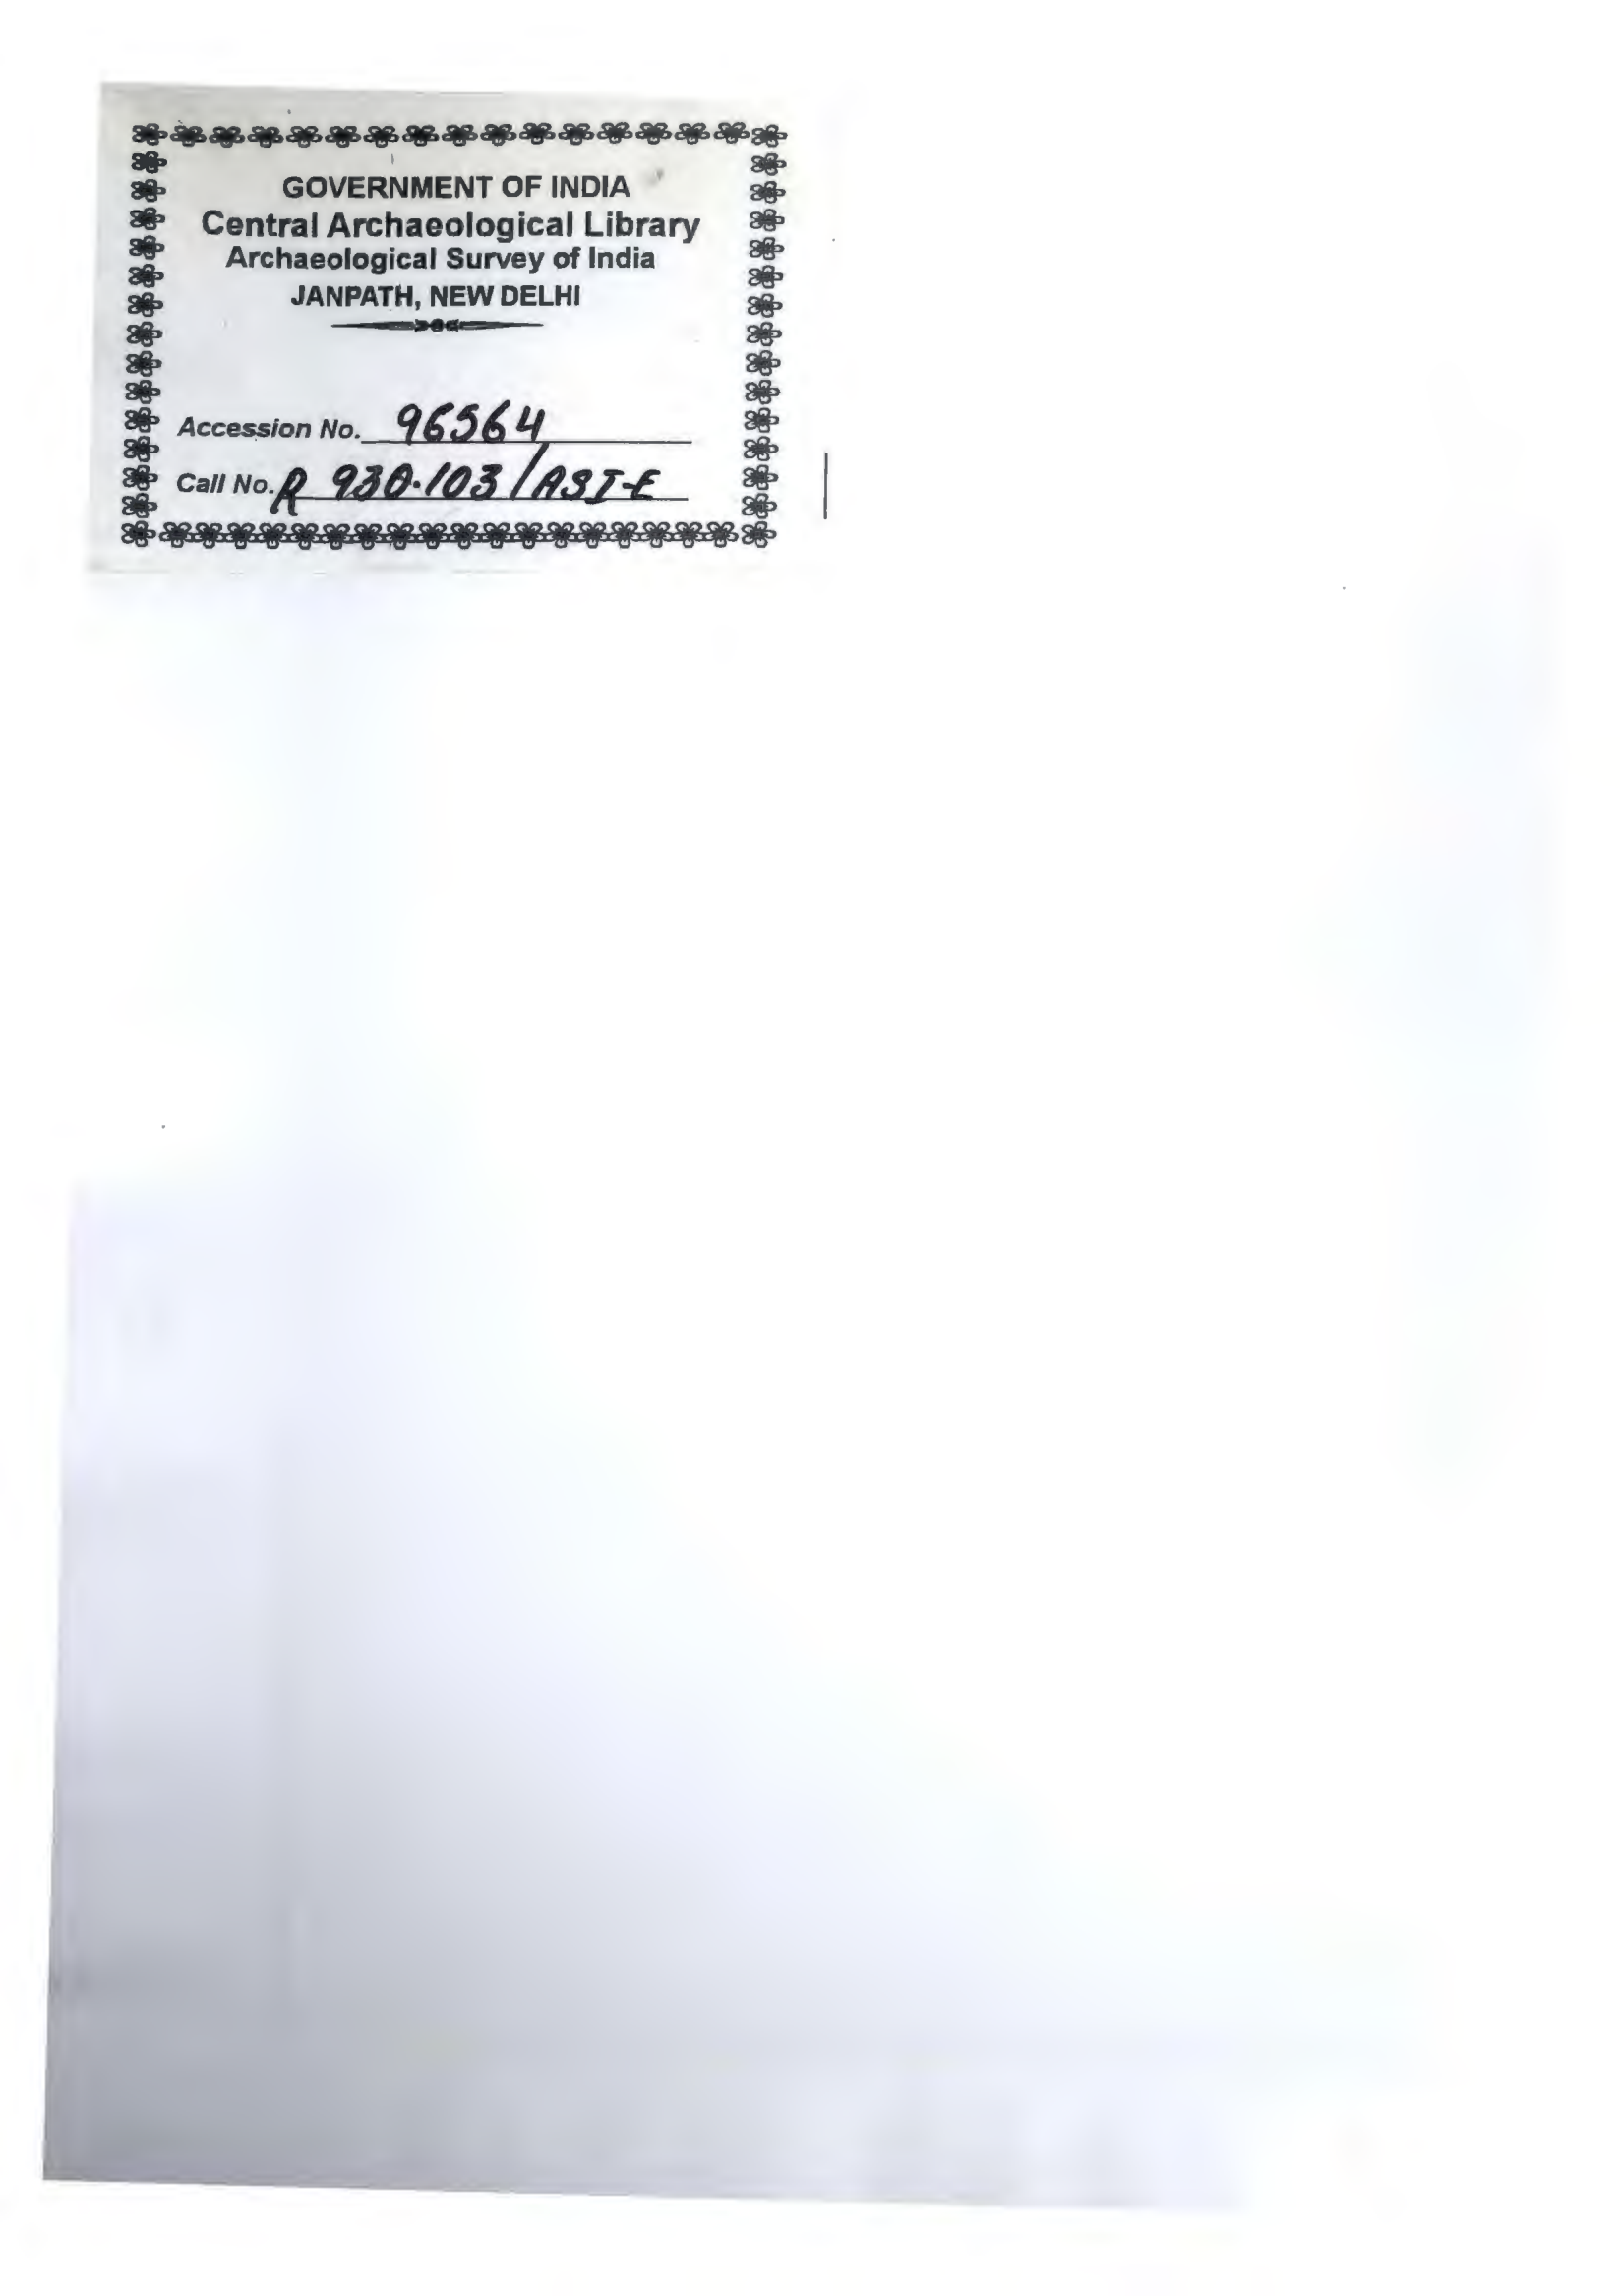 GOVERNMENT OF INDIA
Central Archaeological Library
Archaeological Survey of India
JANPATH, NEW DELHI
Accession No. 96564
Call No. R 930.103/ASI-E